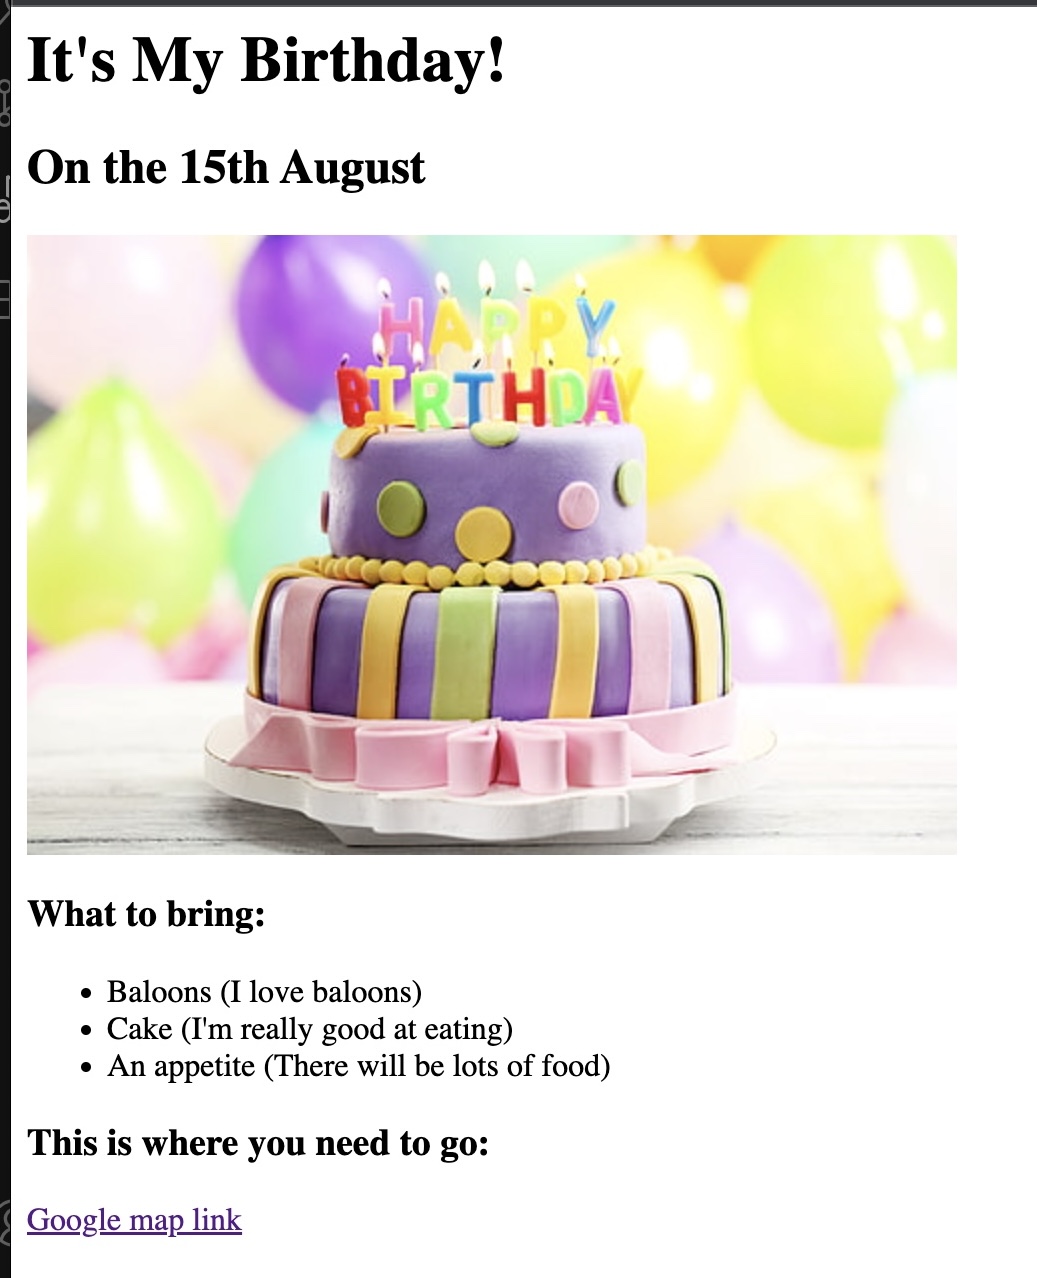 It's My Birthday!
On the 15th August
HAPPY
BIRTHDAY
What to bring:
Baloons (I love baloons)
Cake (I'm really good at eating)
An appetite (There will be lots of food)
This is where you need to go:
Google map link